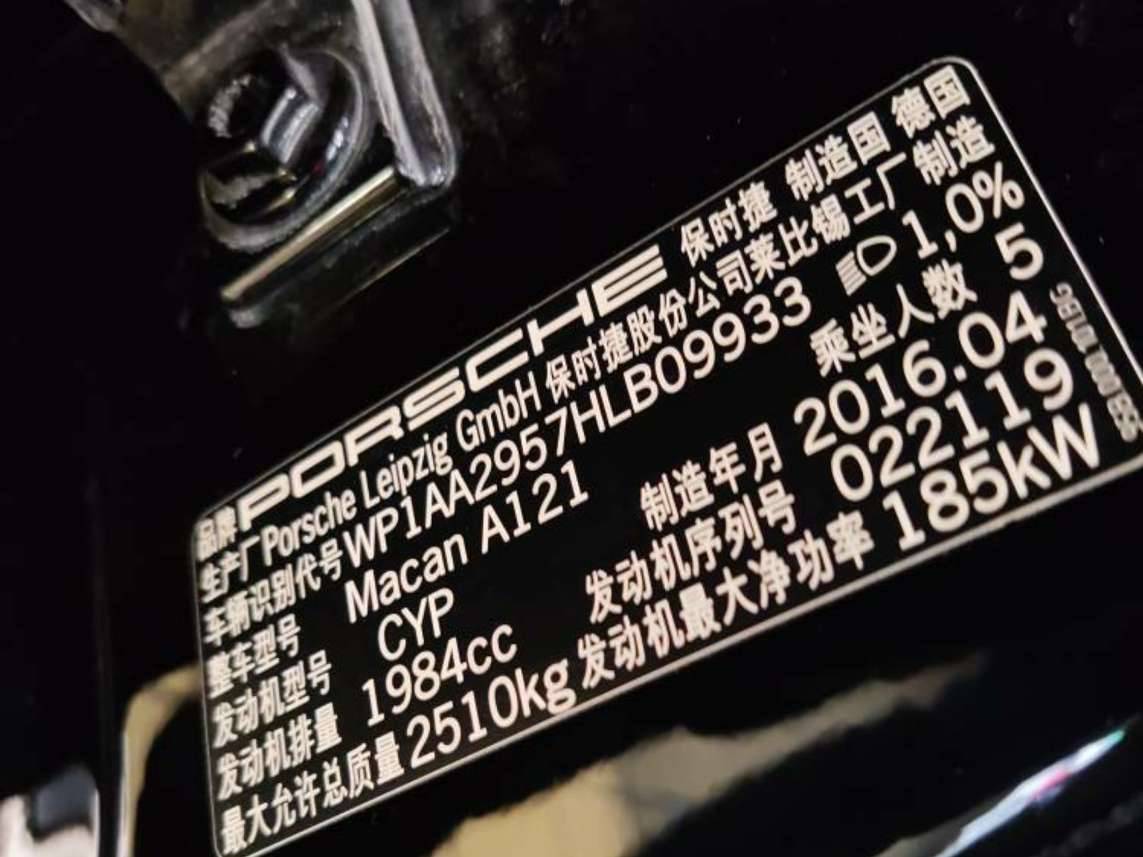 品牌 PORSCHE 保时捷 制造国 德国
生产厂 Porsche Leipzig GmbH 保时捷股份公司莱比锡工厂 制造
车辆识别代号 WP1AA2957HLB09933 1,0%
整车型号 Macan A121 乘坐人数 5
发动机型号 CYP 制造年月 2016.04
发动机排量 1984cc 发动机序列号 022119
最大允许总质量 2510kg 发动机最大净功率 185kW